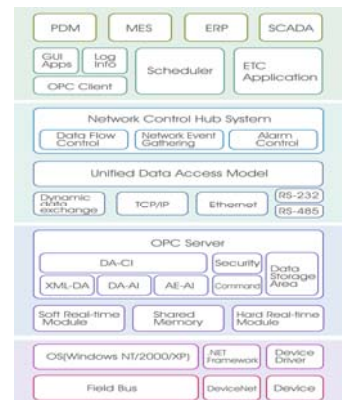 PDM MES ERP SCADA
GUI Apps Log Info Scheduler ETC Application
OPC Client
Network Control Hub System
Data Flow Control Network Event Gathering Alarm Control
Unified Data Access Model
Dynamic data exchange TCP/IP Ethernet RS-232
RS-485
OPC Server
DA-CI Security Data Storage Area
XML-DA DA-AI AE-AI Command
Soft Real-time Module Shared Memory Hard Real-time Module
OS(Windows NT/2000/XP) .NET Framework Device Driver
Field Bus DeviceNet Device